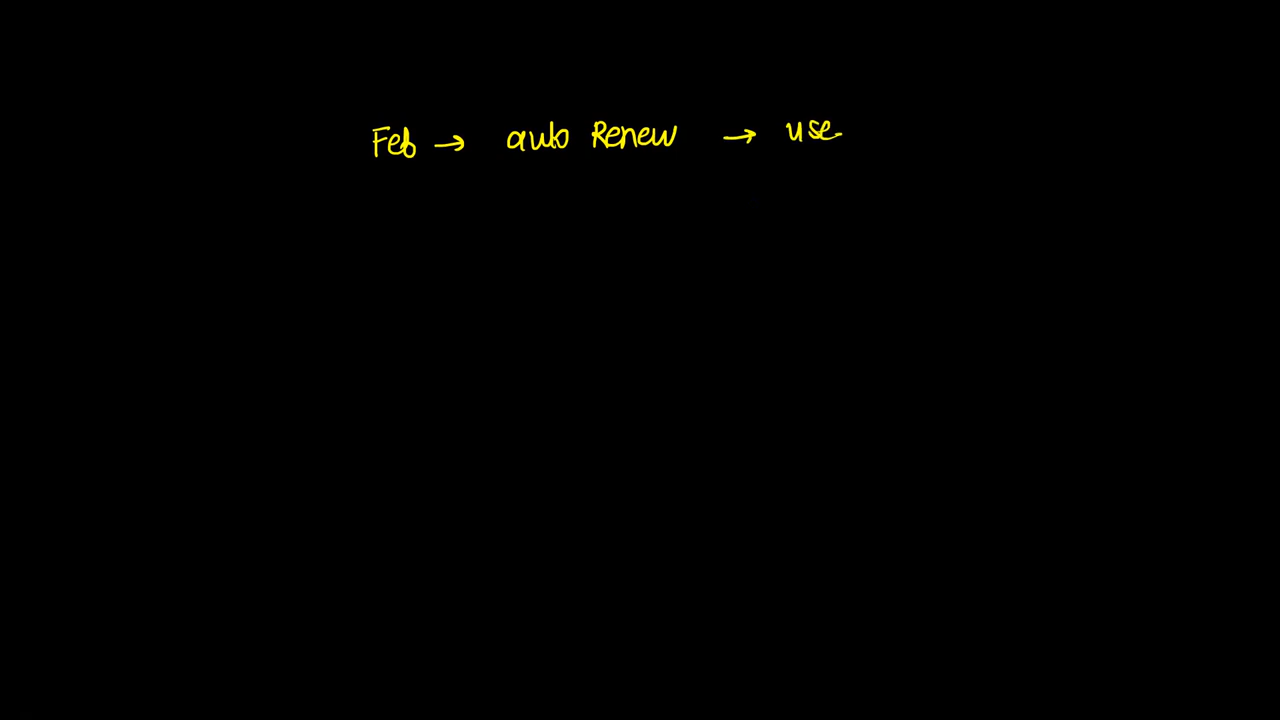 Feb → auto Renew → use